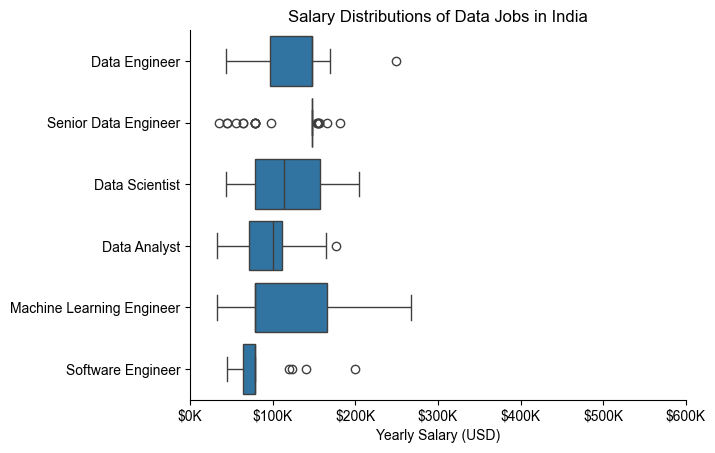 Salary Distributions of Data Jobs in India
Data Engineer
Senior Data Engineer
Data Scientist
Data Analyst
Machine Learning Engineer
Software Engineer
$0K $100K $200K $300K $400K $500K $600K
Yearly Salary (USD)